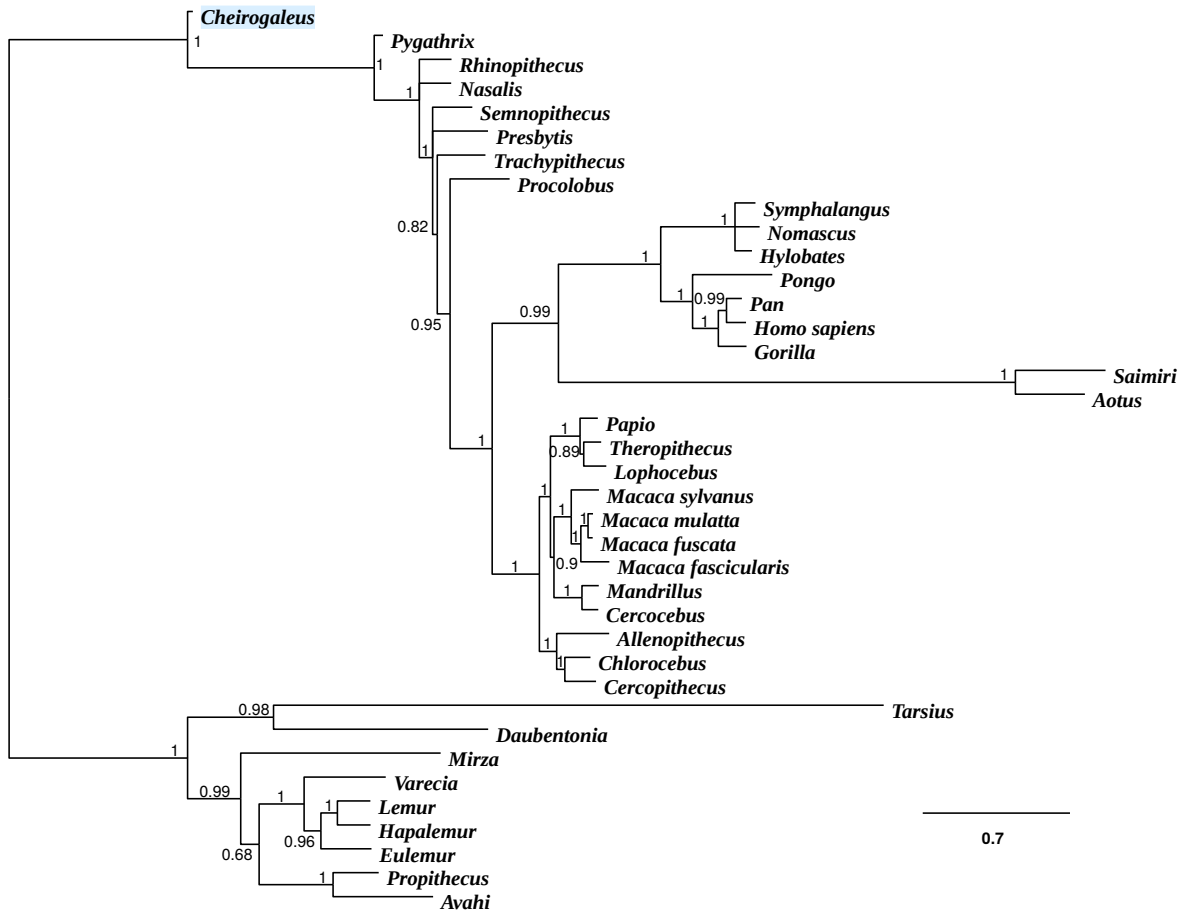 Cheirogaleus
1
Pygathrix
1
Rhinopithecus
1
Nasalis
Semnopithecus
Presbytis
1
Trachypithecus
Procolobus
0.82
Symphalangus
1
Nomascus
Hylobates
1
Pongo
1
0.99
Pan
0.99
1
Homo sapiens
0.95
Gorilla
1
Saimiri
Aotus
1
Papio
1
0.89
Theropithecus
Lophocebus
1
Macaca sylvanus
1
1
Macaca mulatta
1
Macaca fuscata
1
0.9
Macaca fascicularis
1
Mandrillus
Cercocebus
1
Allenopithecus
1
Chlorocebus
Cercopithecus
0.98
Tarsius
Daubentonia
1
Mirza
0.99
1
Varecia
1
Lemur
Hapalemur
0.96
Eulemur
0.68
1
Propithecus
Avahi
0.7